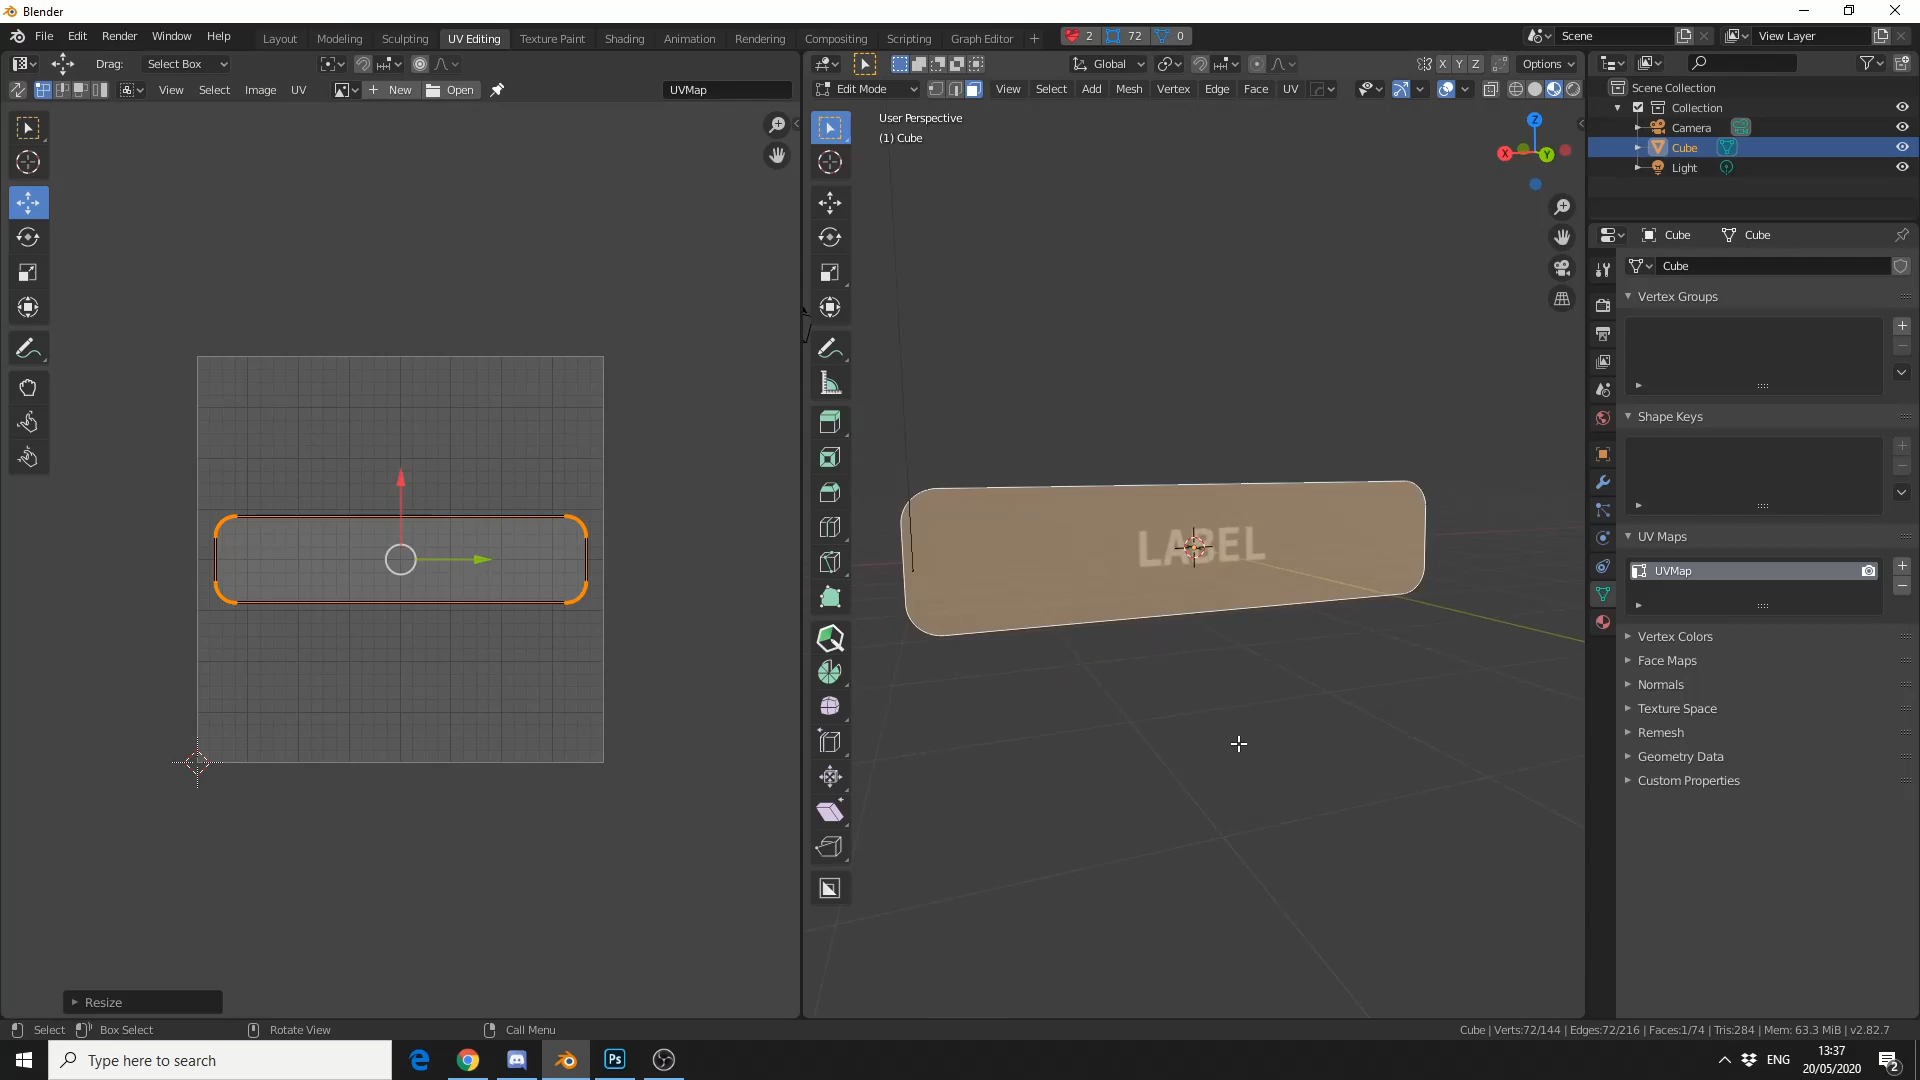 Blender
File Edit Render Window Help
Layout Modeling Sculpting UV Editing Texture Paint Shading Animation Rendering Compositing Scripting Graph Editor +
2 72 0
Scene
View Layer
Drag: Select Box
Global
X Y Z
Options
View Select Image UV
New
Open
UVMap
Edit Mode
View Select Add Mesh Vertex Edge Face UV
User Perspective
(1) Cube
Z
X
Y
LABEL
Scene Collection
Collection
Camera
Cube
Light
Cube
Cube
Cube
Vertex Groups
Shape Keys
UV Maps
UVMap
Vertex Colors
Face Maps
Normals
Texture Space
Remesh
Geometry Data
Custom Properties
Resize
Select
Box Select
Rotate View
Call Menu
Cube | Verts:72/144 | Edges:72/216 | Faces:1/74 | Tris:284 | Mem: 63.3 MiB | v2.82.7
Type here to search
Ps
ENG
13:37
20/05/2020
2